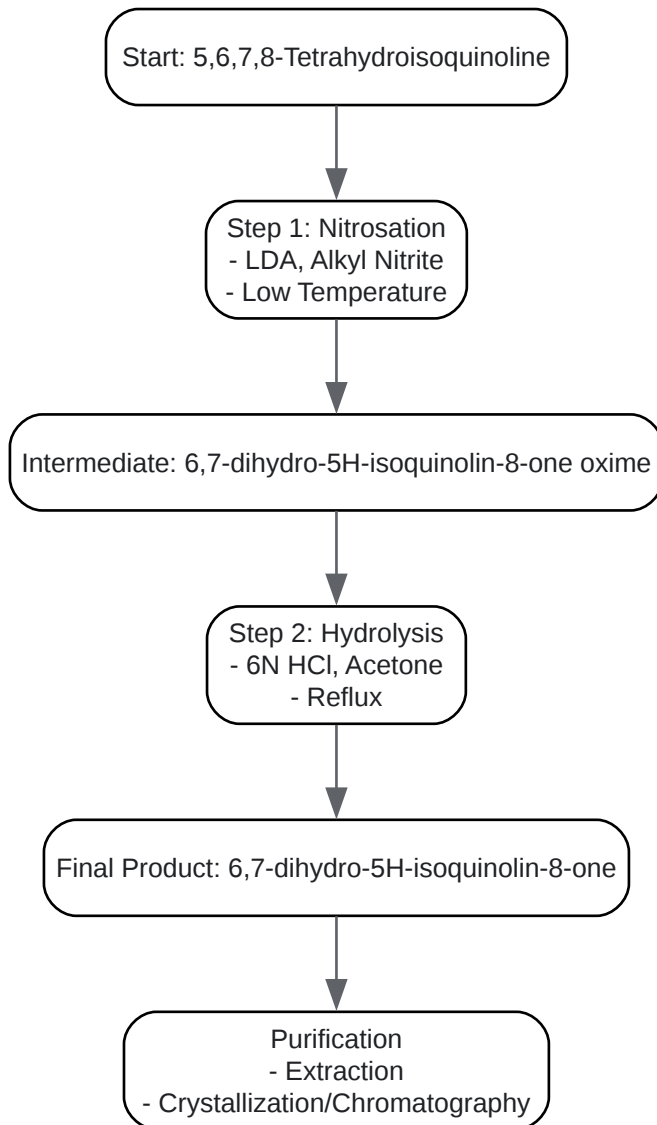 Start: 5,6,7,8-Tetrahydroisoquinoline
Step 1: Nitrosation
- LDA, Alkyl Nitrite
- Low Temperature
Intermediate: 6,7-dihydro-5H-isoquinolin-8-one oxime
Step 2: Hydrolysis
- 6N HCl, Acetone
- Reflux
Final Product: 6,7-dihydro-5H-isoquinolin-8-one
Purification
- Extraction
- Crystallization/Chromatography